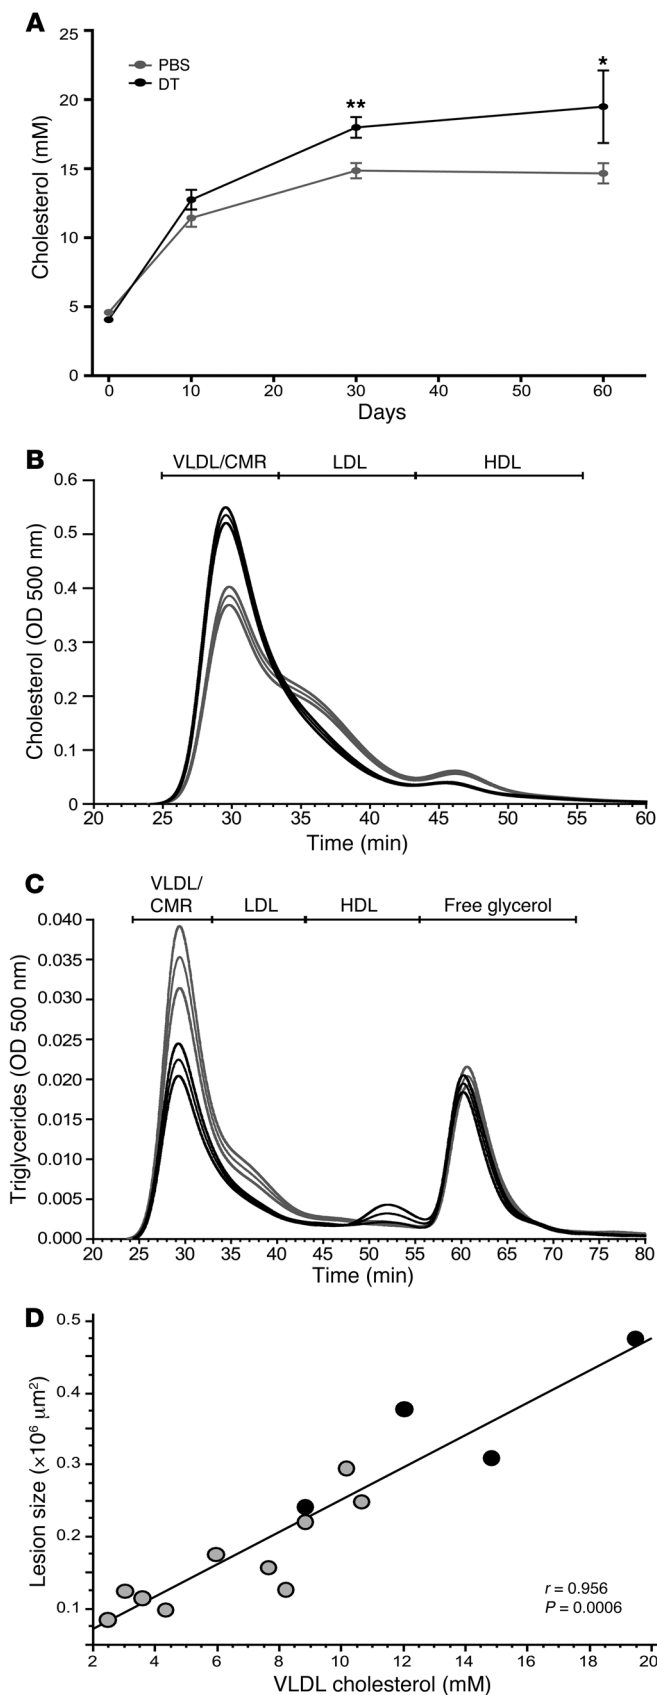 A
25
20
15
10
5
0
Cholesterol (mM)
PBS
DT
**
*
0 10 20 30 40 50 60
Days
B
VLDL/CMR LDL HDL
0.6
0.5
0.4
0.3
0.2
0.1
0
Cholesterol (OD 500 nm)
20 25 30 35 40 45 50 55 60
Time (min)
C
VLDL/
CMR LDL HDL Free glycerol
0.040
0.035
0.030
0.025
0.020
0.015
0.010
0.005
0.000
Triglycerides (OD 500 nm)
20 25 30 35 45 50 55 60 65 70 75 80
Time (min)
D
0.5
0.4
0.3
0.2
0.1
Lesion size (×10⁶ μm²)
r = 0.956
P = 0.0006
2 4 6 8 10 12 14 16 18 20
VLDL cholesterol (mM)